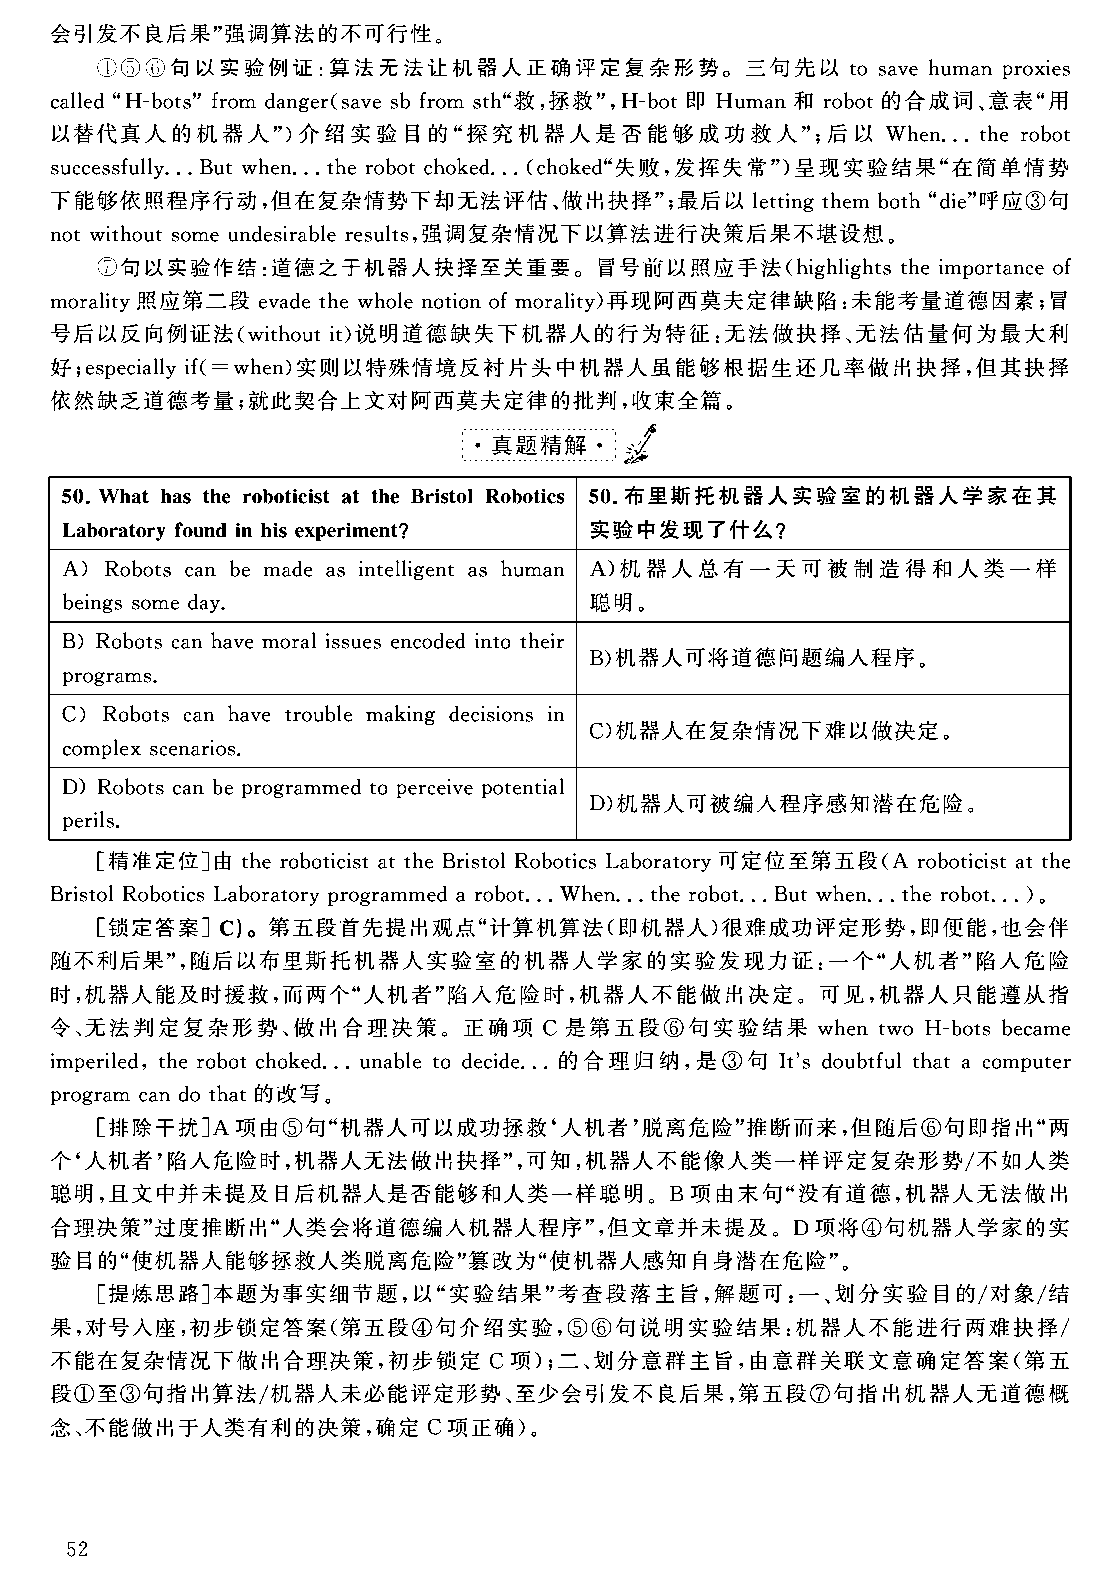 会引发不良后果”强调算法的不可行性。
①⑤⑥句以实验例证:算法无法让机器人正确评定复杂形势。三句先以 to save human proxies
called “H-bots” from danger(save sb from sth“救,拯救”,H-bot 即 Human 和 robot 的合成词、意表“用
以替代真人的机器人”)介绍实验目的“探究机器人是否能够成功救人”;后以 When... the robot
successfully...But when...the robot choked...(choked“失败,发挥失常”)呈现实验结果“在简单情势
下能够依照程序行动,但在复杂情势下却无法评估、做出抉择”;最后以 letting them both “die”呼应③句
not without some undesirable results,强调复杂情况下以算法进行决策后果不堪设想。
⑦句以实验作结:道德之于机器人抉择至关重要。冒号前以照应手法(highlights the importance of
morality 照应第二段 evade the whole notion of morality)再现阿西莫夫定律缺陷:未能考量道德因素;冒
号后以反向例证法(without it)说明道德缺失下机器人的行为特征:无法做抉择、无法估量何为最大利
好;especially if(=when)实则以特殊情境反衬片头中机器人虽能够根据生还几率做出抉择,但其抉择
依然缺乏道德考量;就此契合上文对阿西莫夫定律的批判,收束全篇。
·真题精解·
50. What has the roboticist at the Bristol Robotics
Laboratory found in his experiment?
50. 布里斯托机器人实验室的机器人学家在其
实验中发现了什么?
A) Robots can be made as intelligent as human
beings some day.
A)机器人总有一天可被制造得和人类一样
聪明。
B) Robots can have moral issues encoded into their
programs.
B)机器人可将道德问题编入程序。
C) Robots can have trouble making decisions in
complex scenarios.
C)机器人在复杂情况下难以做决定。
D) Robots can be programmed to perceive potential
perils.
D)机器人可被编入程序感知潜在危险。
[精准定位]由 the roboticist at the Bristol Robotics Laboratory 可定位至第五段(A roboticist at the
Bristol Robotics Laboratory programmed a robot...When...the robot...But when...the robot...)。
[锁定答案] C)。第五段首先提出观点“计算机算法(即机器人)很难成功评定形势,即便能,也会伴
随不利后果”,随后以布里斯托机器人实验室的机器人学家的实验发现力证:一个“人机者”陷入危险
时,机器人能及时援救,而两个“人机者”陷入危险时,机器人不能做出决定。可见,机器人只能遵从指
令、无法判定复杂形势、做出合理决策。正确项 C 是第五段⑥句实验结果 when two H-bots became
imperiled, the robot choked... unable to decide... 的合理归纳,是③句 It's doubtful that a computer
program can do that 的改写。
[排除干扰]A 项由⑤句“机器人可以成功拯救‘人机者’脱离危险”推断而来,但随后⑥句即指出“两
个‘人机者’陷入危险时,机器人无法做出抉择”,可知,机器人不能像人类一样评定复杂形势/不如人类
聪明,且文中并未提及日后机器人是否能够和人类一样聪明。B 项由末句“没有道德,机器人无法做出
合理决策”过度推断出“人类会将道德编入机器人程序”,但文章并未提及。D 项将④句机器人学家的实
验目的“使机器人能够拯救人类脱离危险”篡改为“使机器人感知自身潜在危险”。
[提炼思路]本题为事实细节题,以“实验结果”考查段落主旨,解题可:一、划分实验目的/对象/结
果,对号入座,初步锁定答案(第五段④句介绍实验,⑤⑥句说明实验结果:机器人不能进行两难抉择/
不能在复杂情况下做出合理决策,初步锁定 C 项);二、划分意群主旨,由意群关联文意确定答案(第五
段①至③句指出算法/机器人未必能评定形势、至少会引发不良后果,第五段⑦句指出机器人无道德概
念、不能做出于人类有利的决策,确定 C 项正确)。
52